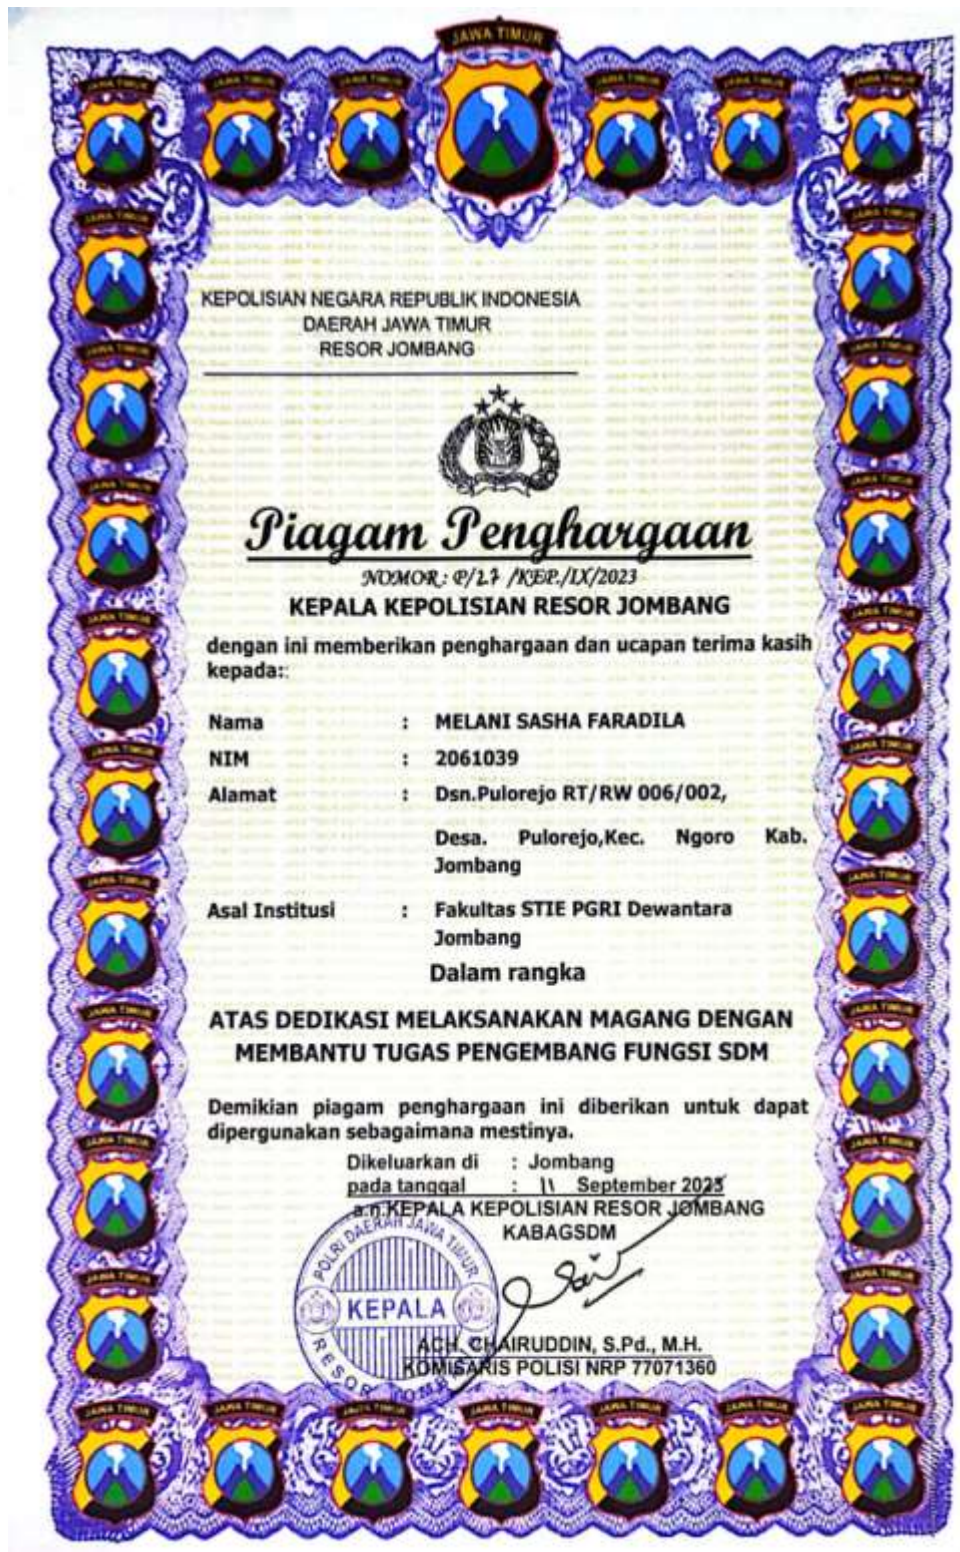 JAWA TIMUR
KEPOLISIAN NEGARA REPUBLIK INDONESIA
DAERAH JAWA TIMUR
RESOR JOMBANG
Piagam Penghargaan
NOMOR : P/27 /KEP./IX/2023
KEPALA KEPOLISIAN RESOR JOMBANG
dengan ini memberikan penghargaan dan ucapan terima kasih
kepada::
Nama : MELANI SASHA FARADILA
NIM : 2061039
Alamat : Dsn.Pulorejo RT/RW 006/002,
Desa. Pulorejo,Kec. Ngoro Kab.
Jombang
Asal Institusi : Fakultas STIE PGRI Dewantara
Jombang
Dalam rangka
ATAS DEDIKASI MELAKSANAKAN MAGANG DENGAN
MEMBANTU TUGAS PENGEMBANG FUNGSI SDM
Demikian piagam penghargaan ini diberikan untuk dapat
dipergunakan sebagaimana mestinya.
Dikeluarkan di : Jombang
pada tanggal : 11 September 2023
a.n.KEPALA KEPOLISIAN RESOR JOMBANG
KABAGSDM
POLRI DAERAH JAWA TIMUR
KEPALA
RESOR JOMB
ACH. CHAIRUDDIN, S.Pd., M.H.
KOMISARIS POLISI NRP 77071360